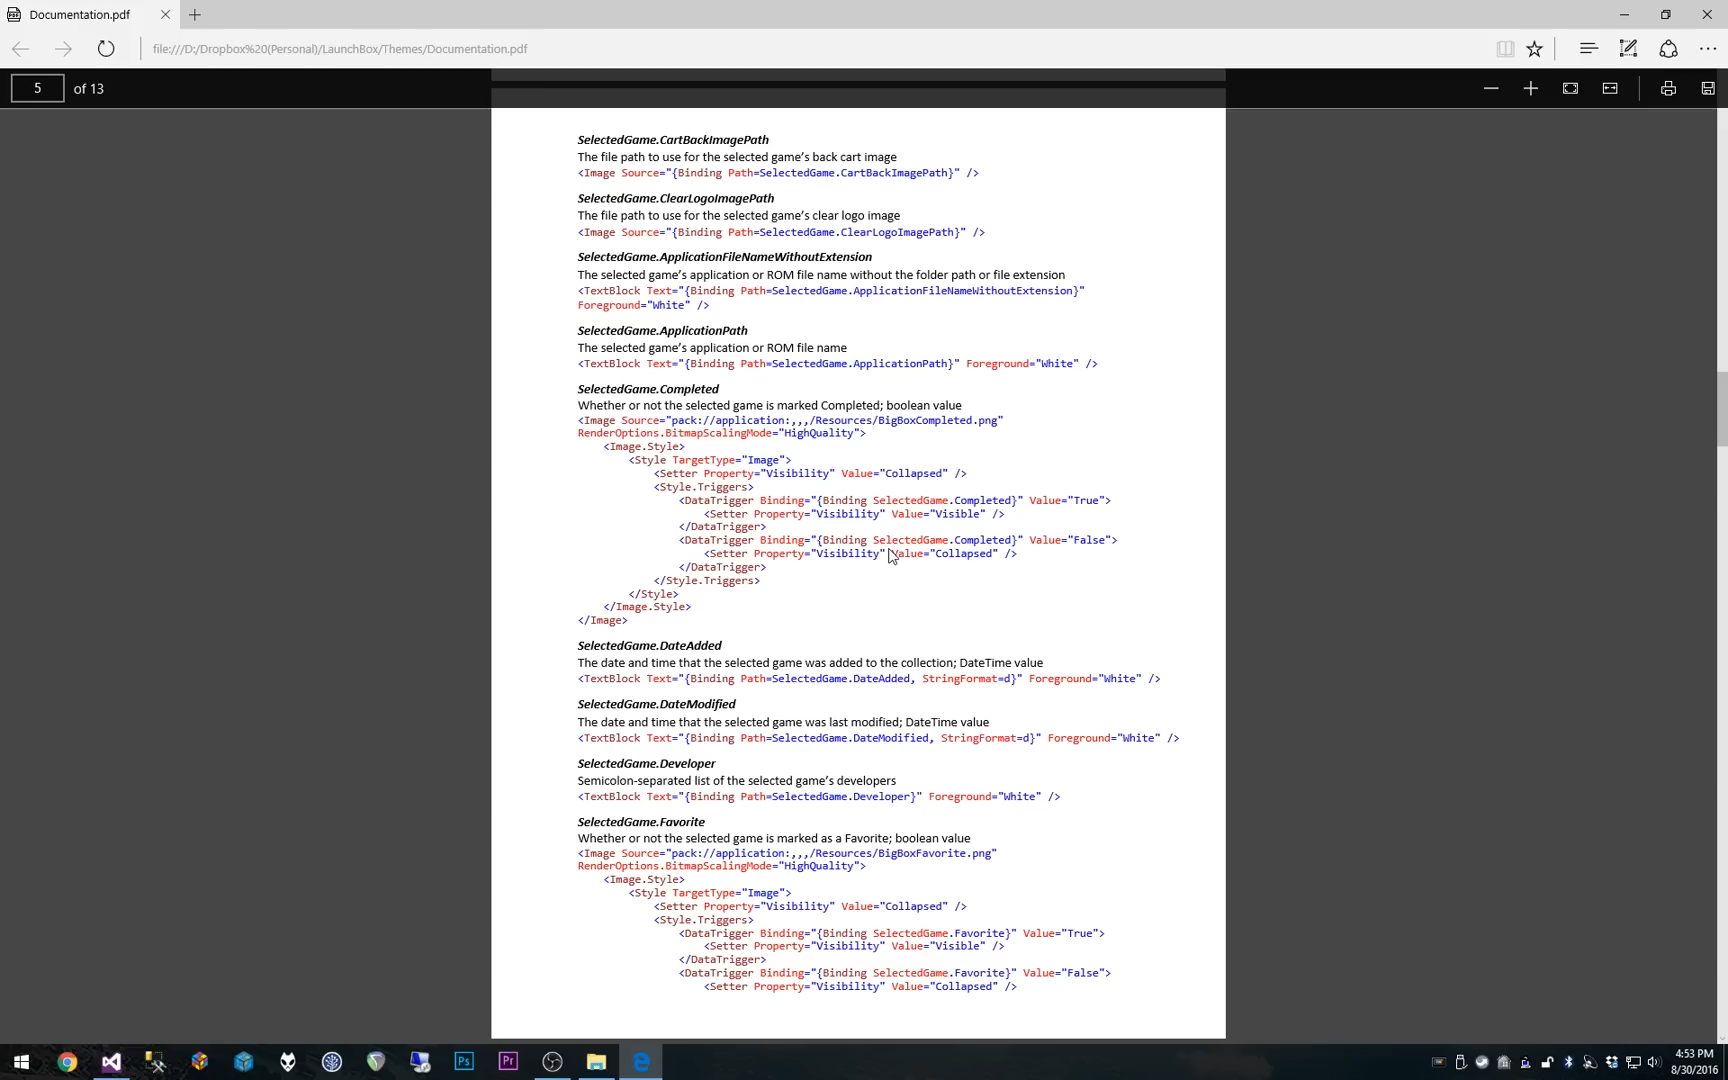 Documentation.pdf
file:///D:/Dropbox%20(Personal)/LaunchBox/Themes/Documentation.pdf
5 of 13
SelectedGame.CartBackImagePath
The file path to use for the selected game’s back cart image
<Image Source="{Binding Path=SelectedGame.CartBackImagePath}" />
SelectedGame.ClearLogoImagePath
The file path to use for the selected game’s clear logo image
<Image Source="{Binding Path=SelectedGame.ClearLogoImagePath}" />
SelectedGame.ApplicationFileNameWithoutExtension
The selected game’s application or ROM file name without the folder path or file extension
<TextBlock Text="{Binding Path=SelectedGame.ApplicationFileNameWithoutExtension}"
Foreground="White" />
SelectedGame.ApplicationPath
The selected game’s application or ROM file name
<TextBlock Text="{Binding Path=SelectedGame.ApplicationPath}" Foreground="White" />
SelectedGame.Completed
Whether or not the selected game is marked Completed; boolean value
<Image Source="pack://application:,,,/Resources/BigBoxCompleted.png"
RenderOptions.BitmapScalingMode="HighQuality">
<Image.Style>
<Style TargetType="Image">
<Setter Property="Visibility" Value="Collapsed" />
<Style.Triggers>
<DataTrigger Binding="{Binding SelectedGame.Completed}" Value="True">
<Setter Property="Visibility" Value="Visible" />
</DataTrigger>
<DataTrigger Binding="{Binding SelectedGame.Completed}" Value="False">
<Setter Property="Visibility" Value="Collapsed" />
</DataTrigger>
</Style.Triggers>
</Style>
</Image.Style>
</Image>
SelectedGame.DateAdded
The date and time that the selected game was added to the collection; DateTime value
<TextBlock Text="{Binding Path=SelectedGame.DateAdded, StringFormat=d}" Foreground="White" />
SelectedGame.DateModified
The date and time that the selected game was last modified; DateTime value
<TextBlock Text="{Binding Path=SelectedGame.DateModified, StringFormat=d}" Foreground="White" />
SelectedGame.Developer
Semicolon-separated list of the selected game’s developers
<TextBlock Text="{Binding Path=SelectedGame.Developer}" Foreground="White" />
SelectedGame.Favorite
Whether or not the selected game is marked as a Favorite; boolean value
<Image Source="pack://application:,,,/Resources/BigBoxFavorite.png"
RenderOptions.BitmapScalingMode="HighQuality">
<Image.Style>
<Style TargetType="Image">
<Setter Property="Visibility" Value="Collapsed" />
<Style.Triggers>
<DataTrigger Binding="{Binding SelectedGame.Favorite}" Value="True">
<Setter Property="Visibility" Value="Visible" />
</DataTrigger>
<DataTrigger Binding="{Binding SelectedGame.Favorite}" Value="False">
<Setter Property="Visibility" Value="Collapsed" />
Ps
Pr
4:53 PM
8/30/2016